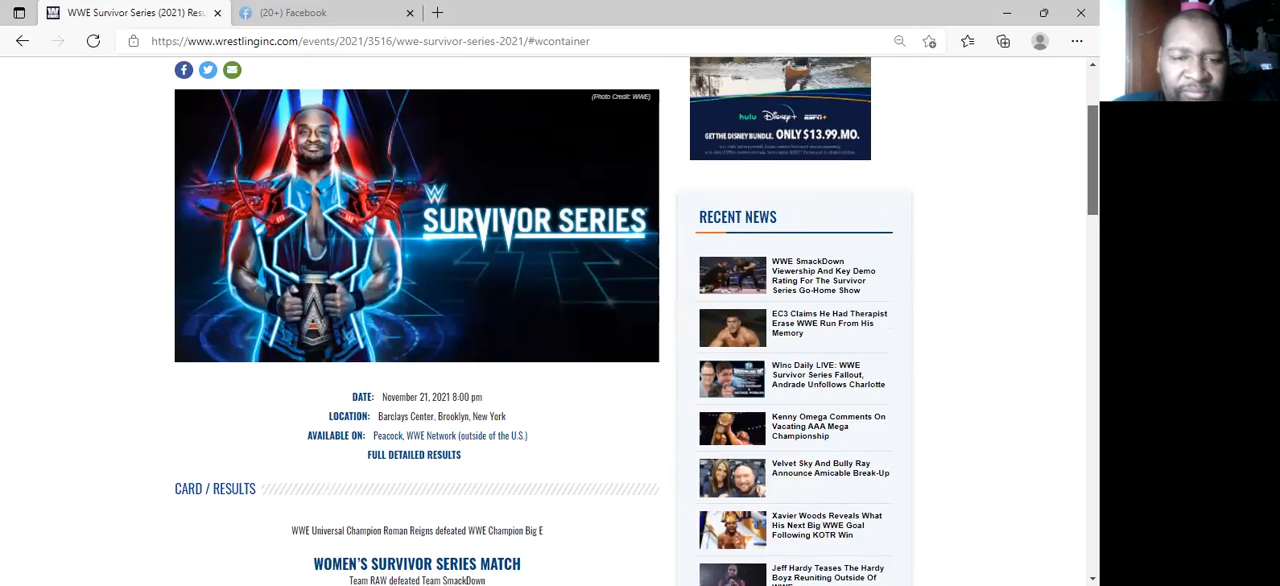 WWE Survivor Series (2021) Resu
(20+) Facebook
https://www.wrestlinginc.com/events/2021/3516/wwe-survivor-series-2021/#wcontainer
(Photo Credit: WWE)
SURVIVOR SERIES
hulu Disney+ ESPN+
GET THE DISNEY BUNDLE. ONLY $13.99/MO.
RECENT NEWS
WWE SmackDown
Viewership And Key Demo
Rating For The Survivor
Series Go-Home Show
EC3 Claims He Had Therapist
Erase WWE Run From His
Memory
WInc Daily LIVE: WWE
Survivor Series Fallout,
Andrade Unfollows Charlotte
Kenny Omega Comments On
Vacating AAA Mega
Championship
Velvet Sky And Bully Ray
Announce Amicable Break-Up
Xavier Woods Reveals What
His Next Big WWE Goal
Following KOTR Win
Jeff Hardy Teases The Hardy
Boyz Reuniting Outside Of
DATE: November 21, 2021 8:00 pm
LOCATION: Barclays Center, Brooklyn, New York
AVAILABLE ON: Peacock, WWE Network (outside of the U.S.)
FULL DETAILED RESULTS
CARD / RESULTS
WWE Universal Champion Roman Reigns defeated WWE Champion Big E
WOMEN'S SURVIVOR SERIES MATCH
Team RAW defeated Team SmackDown